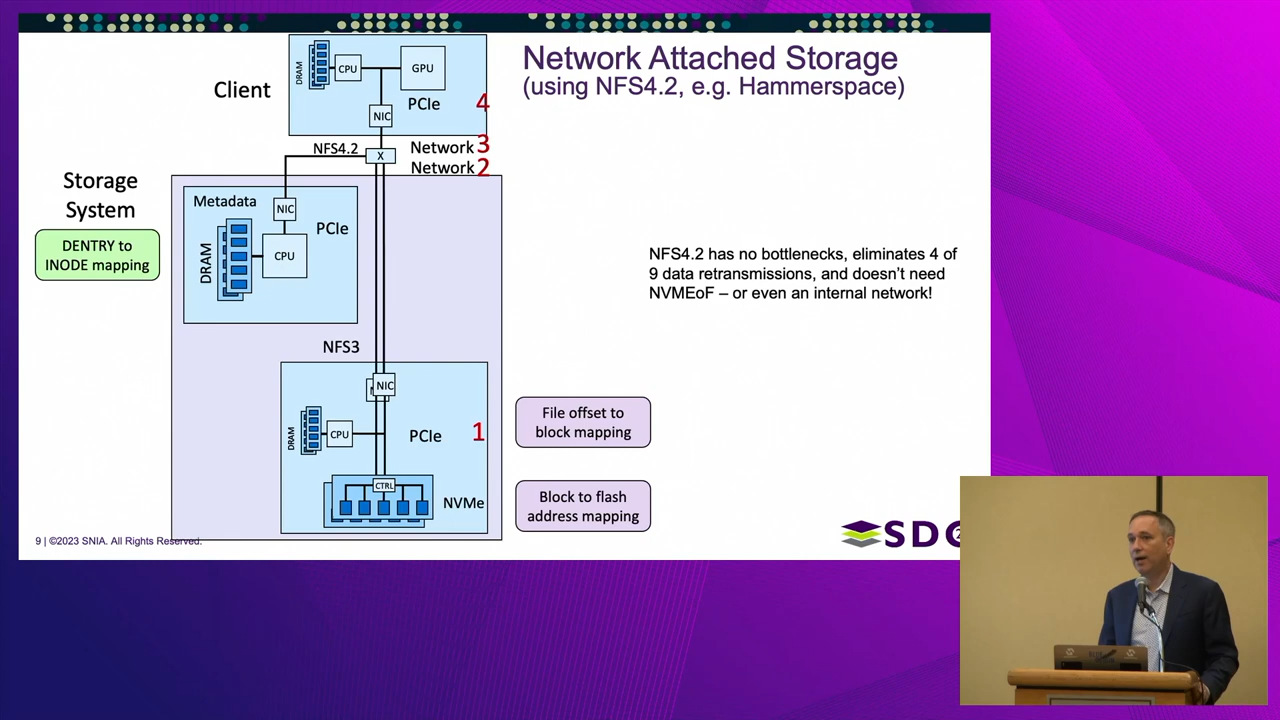 Network Attached Storage
(using NFS4.2, e.g. Hammerspace)
Client
DRAM
CPU
GPU
PCIe
4
NIC
NFS4.2
X
Network 3
Network 2
Storage
System
DENTRY to
INODE mapping
Metadata
NIC
PCIe
DRAM
CPU
NFS4.2 has no bottlenecks, eliminates 4 of
9 data retransmissions, and doesn't need
NVMEoF – or even an internal network!
NFS3
NIC
DRAM
CPU
PCIe
1
File offset to
block mapping
CTRL
NVMe
Block to flash
address mapping
9 | ©2023 SNIA. All Rights Reserved.
SD